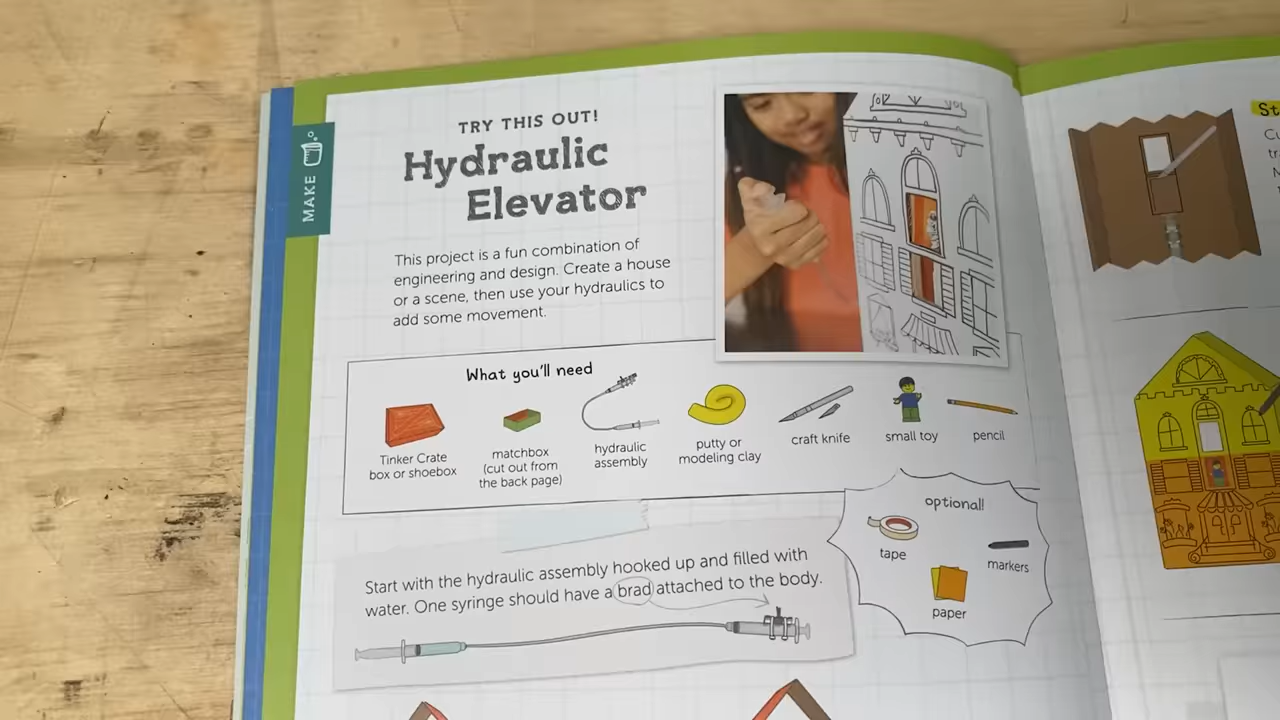 MAKE
TRY THIS OUT!
Hydraulic
Elevator
This project is a fun combination of
engineering and design. Create a house
or a scene, then use your hydraulics to
add some movement.
What you'll need
Tinker Crate
box or shoebox
matchbox
(cut out from
the back page)
hydraulic
assembly
putty or
modeling clay
craft knife
small toy
pencil
optional!
tape
markers
paper
Start with the hydraulic assembly hooked up and filled with
water. One syringe should have a brad attached to the body.